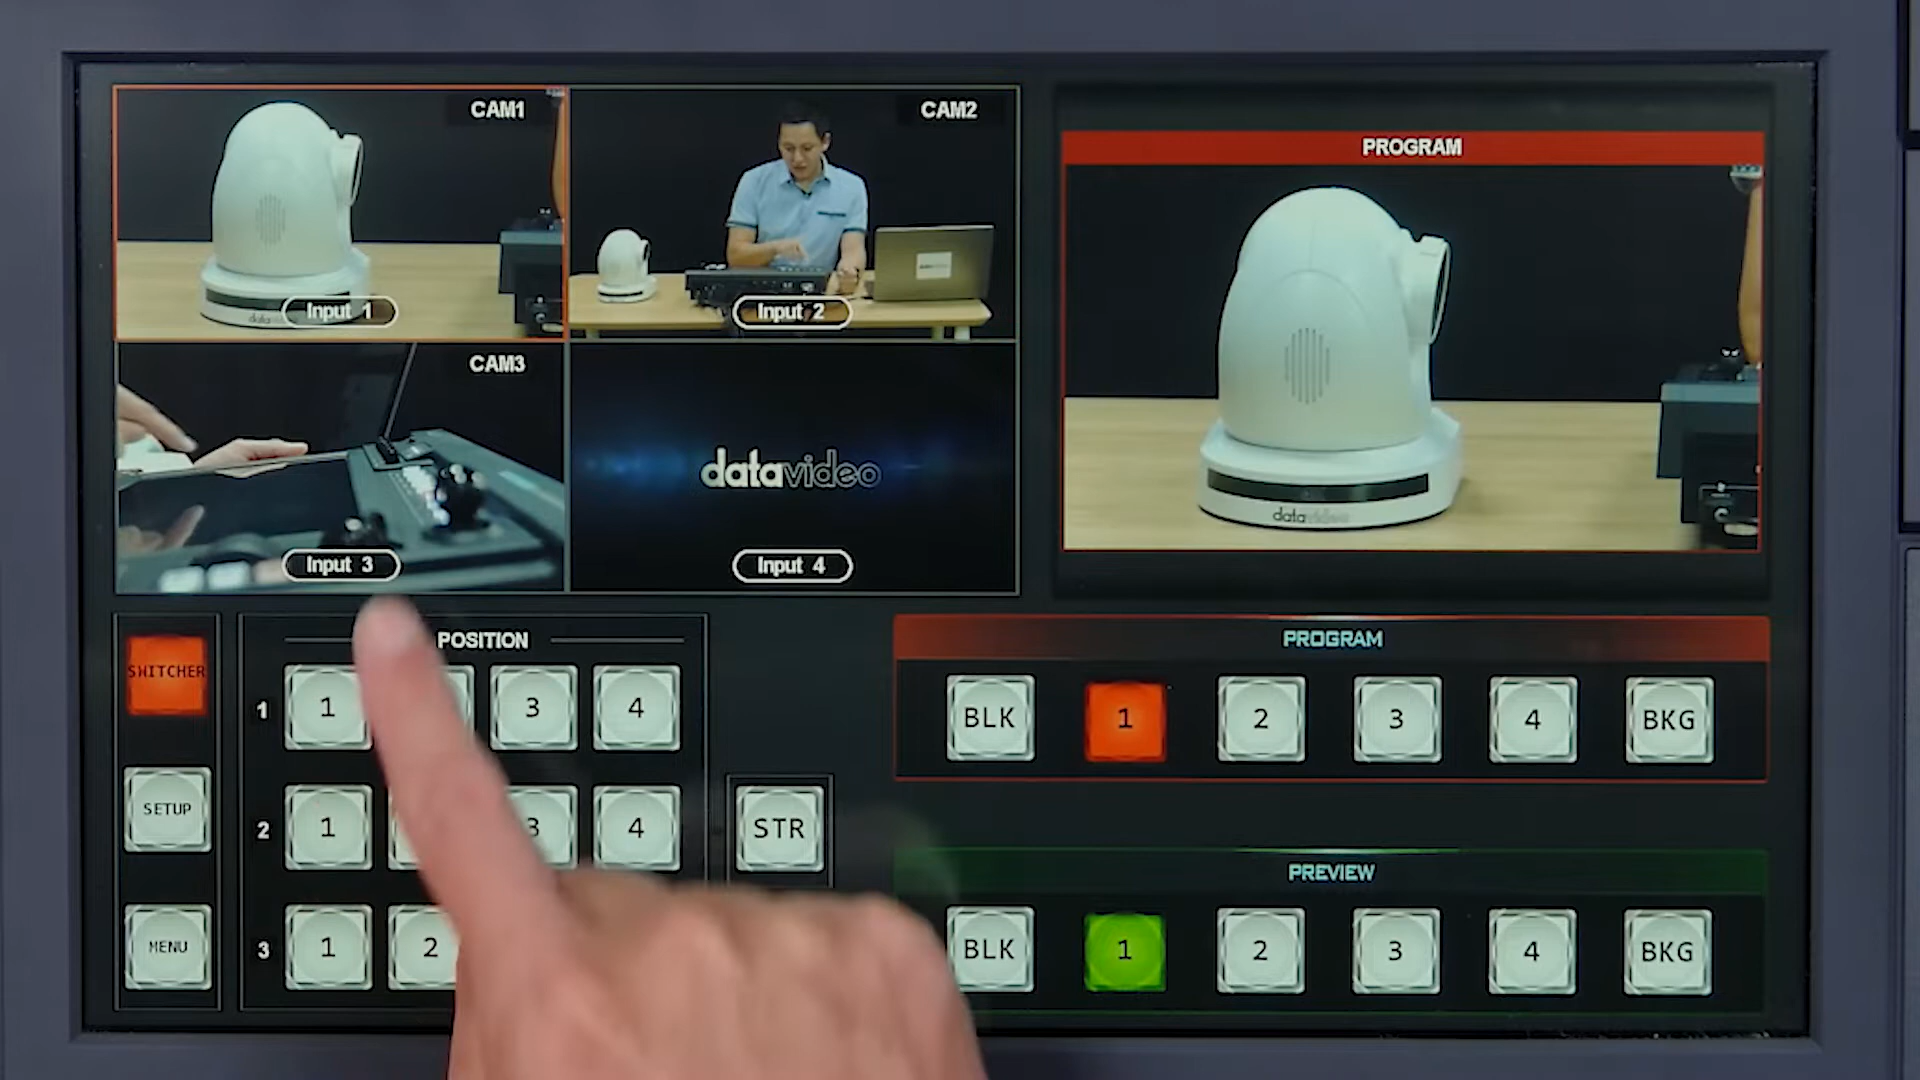 CAM1
CAM2
Input 1
Input 2
CAM3
datavideo
Input 3
Input 4
PROGRAM
datavideo
SWITCHER
SETUP
MENU
POSITION
1 1 3 4
2 1 3 4
3 1 2
STR
PROGRAM
BLK 1 2 3 4 BKG
PREVIEW
BLK 1 2 3 4 BKG